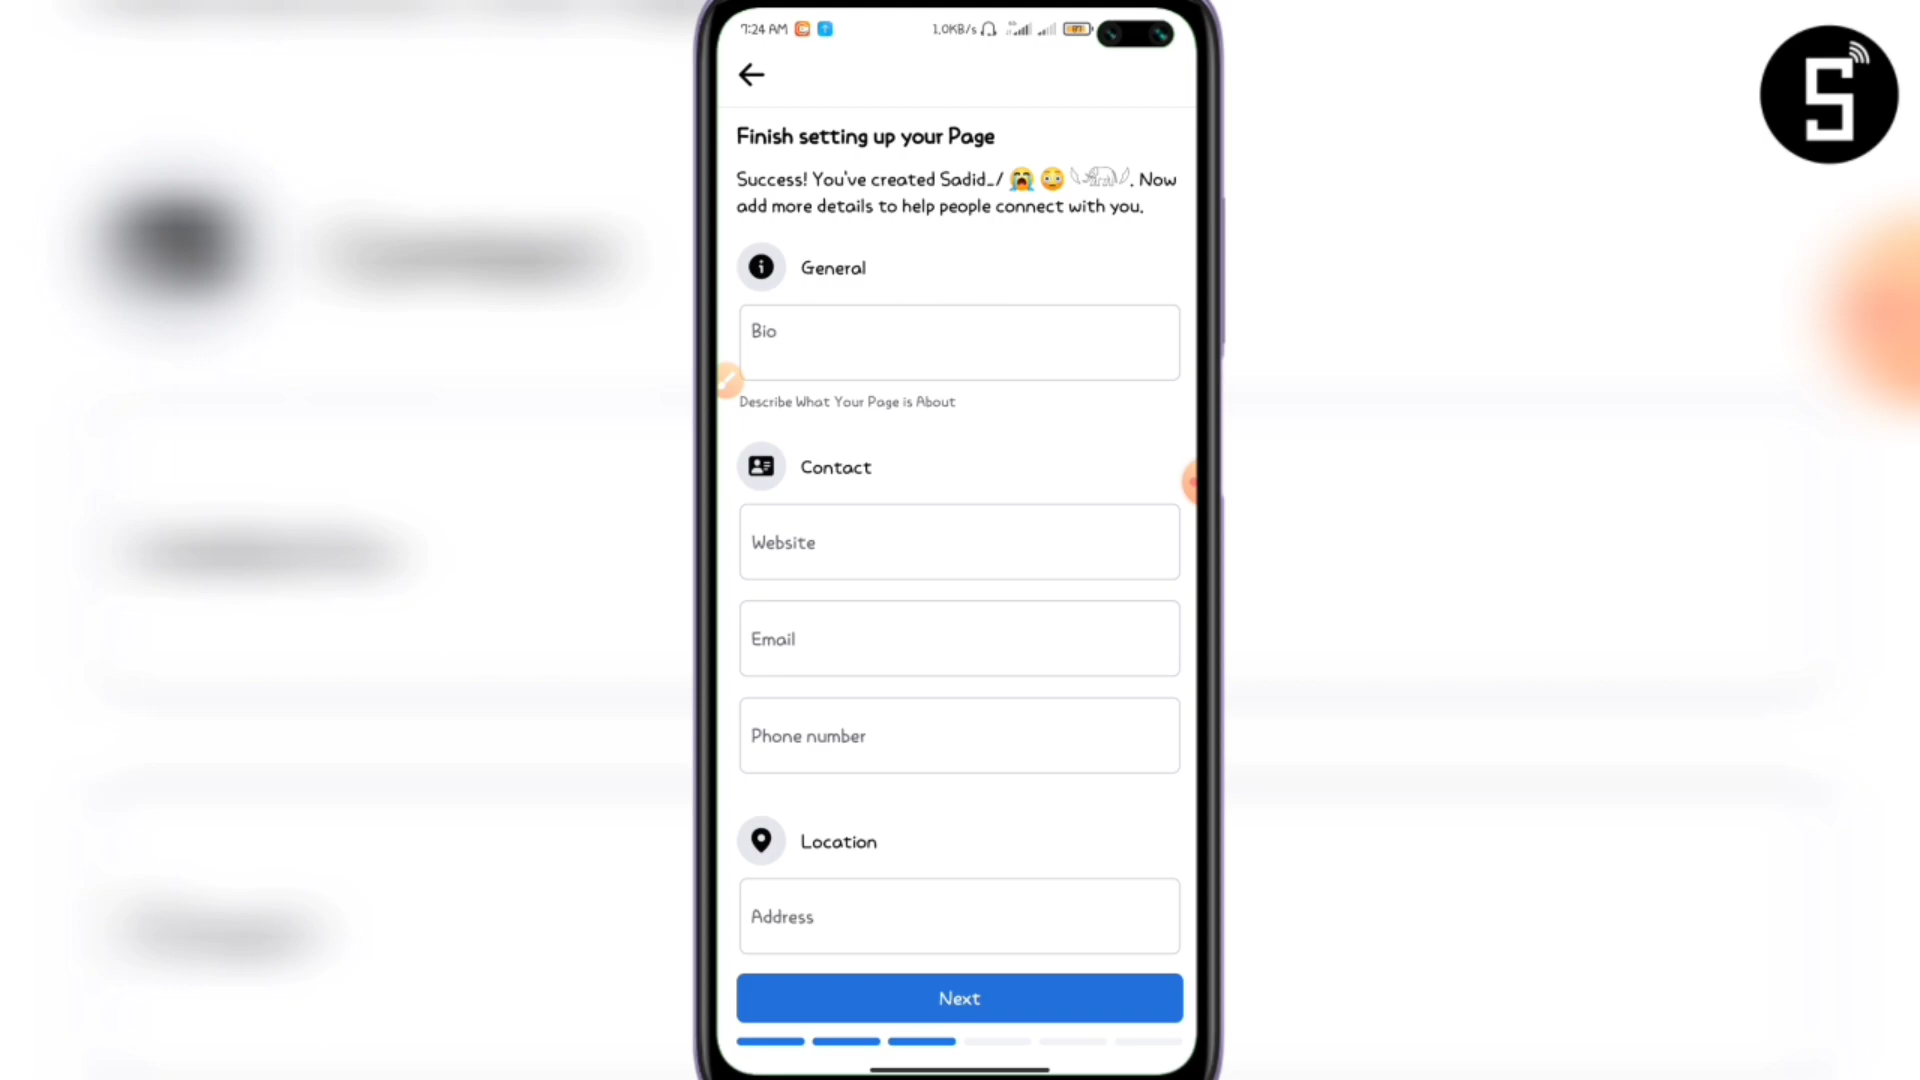 7:24 AM
1.0KB/s
87
S
Finish setting up your Page
Success! You've created Sadid_/ 😭 😳 𓂃𓃰. Now
add more details to help people connect with you.
General
Bio
Describe What Your Page is About
Contact
Website
Email
Phone number
Location
Address
Next